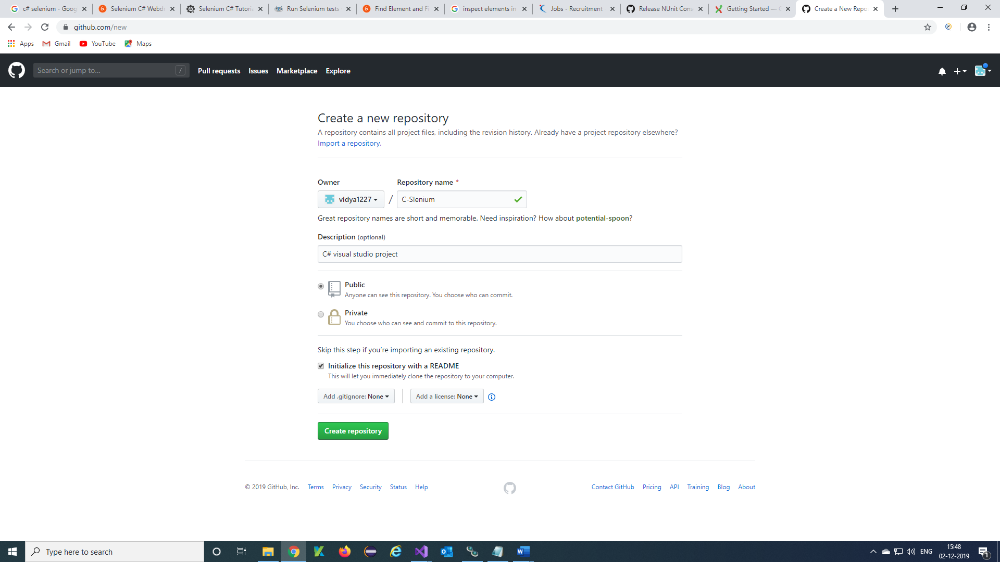 c# selenium - Goog
Selenium C# Webdr
Selenium C# Tutoria
Run Selenium tests
Find Element and Fi
inspect elements in
Jobs - Recruitment
Release NUnit Cons
Getting Started — C
Create a New Repo
github.com/new
Apps
Gmail
YouTube
Maps
Search or jump to...
/
Pull requests
Issues
Marketplace
Explore
Create a new repository
A repository contains all project files, including the revision history. Already have a project repository elsewhere?
Import a repository.
Owner
Repository name *
vidya1227
/
C-Slenium
Great repository names are short and memorable. Need inspiration? How about potential-spoon?
Description (optional)
C# visual studio project
Public
Anyone can see this repository. You choose who can commit.
Private
You choose who can see and commit to this repository.
Skip this step if you’re importing an existing repository.
Initialize this repository with a README
This will let you immediately clone the repository to your computer.
Add .gitignore: None
Add a license: None
Create repository
© 2019 GitHub, Inc.
Terms
Privacy
Security
Status
Help
Contact GitHub
Pricing
API
Training
Blog
About
Type here to search
ENG
15:48
02-12-2019
1